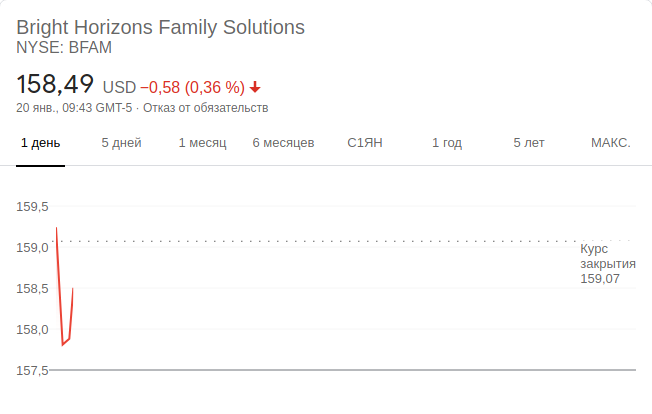 Bright Horizons Family Solutions
NYSE: BFAM
158,49 USD −0,58 (0,36 %)
20 янв., 09:43 GMT-5 · Отказ от обязательств
1 день 5 дней 1 месяц 6 месяцев С1ЯН 1 год 5 лет МАКС.
159,5
159,0
158,5
158,0
157,5
Курс
закрытия
159,07